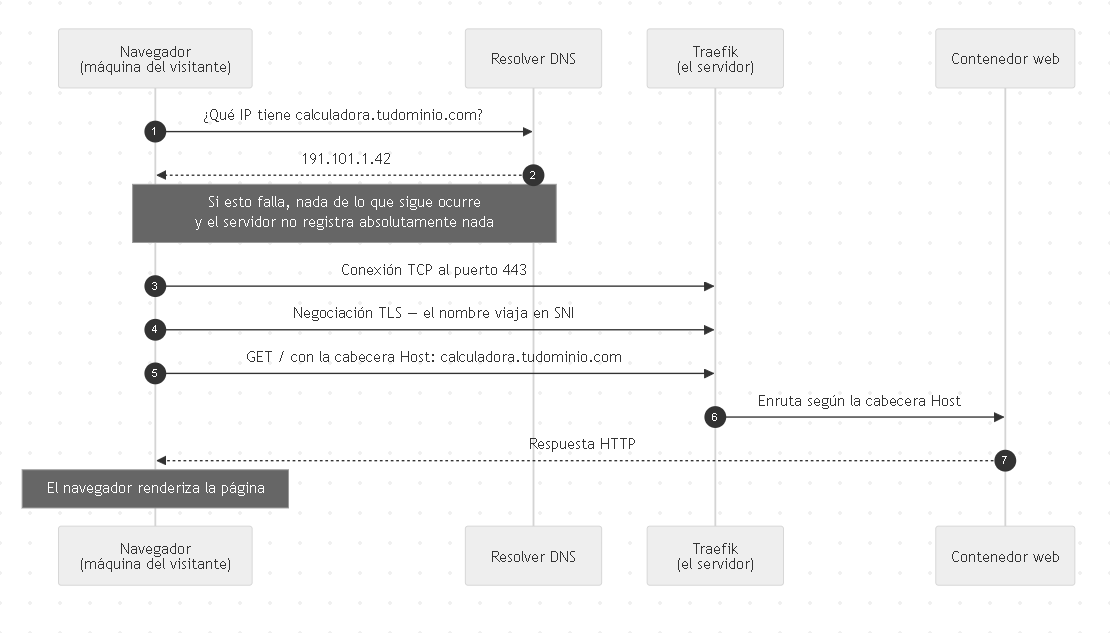 Navegador
(máquina del visitante)
Resolver DNS
Traefik
(el servidor)
Contenedor web
¿Qué IP tiene calculadora.tudominio.com?
1
191.101.1.42
2
Si esto falla, nada de lo que sigue ocurre
y el servidor no registra absolutamente nada
Conexión TCP al puerto 443
3
Negociación TLS — el nombre viaja en SNI
4
GET / con la cabecera Host: calculadora.tudominio.com
5
Enruta según la cabecera Host
6
Respuesta HTTP
7
El navegador renderiza la página
Navegador
(máquina del visitante)
Resolver DNS
Traefik
(el servidor)
Contenedor web